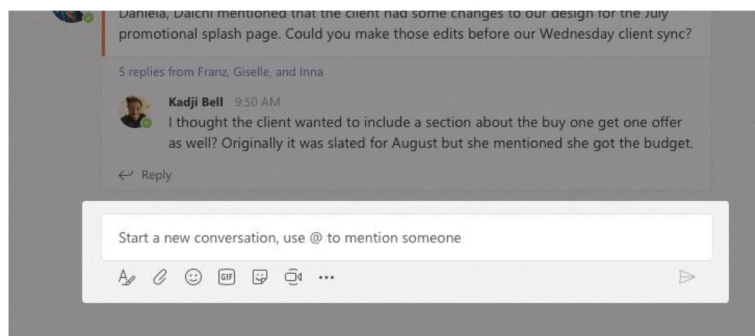 Daniela, Daichi mentioned that the client had some changes to our design for the July
promotional splash page. Could you make those edits before our Wednesday client sync?
5 replies from Franz, Giselle, and Inna
Kadji Bell 9:50 AM
I thought the client wanted to include a section about the buy one get one offer
as well? Originally it was slated for August but she mentioned she got the budget.
Reply
Start a new conversation, use @ to mention someone
GIF